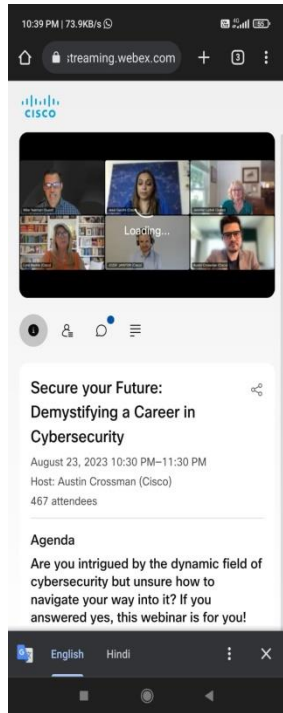 10:39 PM | 73.9KB/s
4G
55
streaming.webex.com
3
CISCO
Loading...
Secure your Future:
Demystifying a Career in
Cybersecurity
August 23, 2023 10:30 PM–11:30 PM
Host: Austin Crossman (Cisco)
467 attendees
Agenda
Are you intrigued by the dynamic field of
cybersecurity but unsure how to
navigate your way into it? If you
answered yes, this webinar is for you!
English Hindi